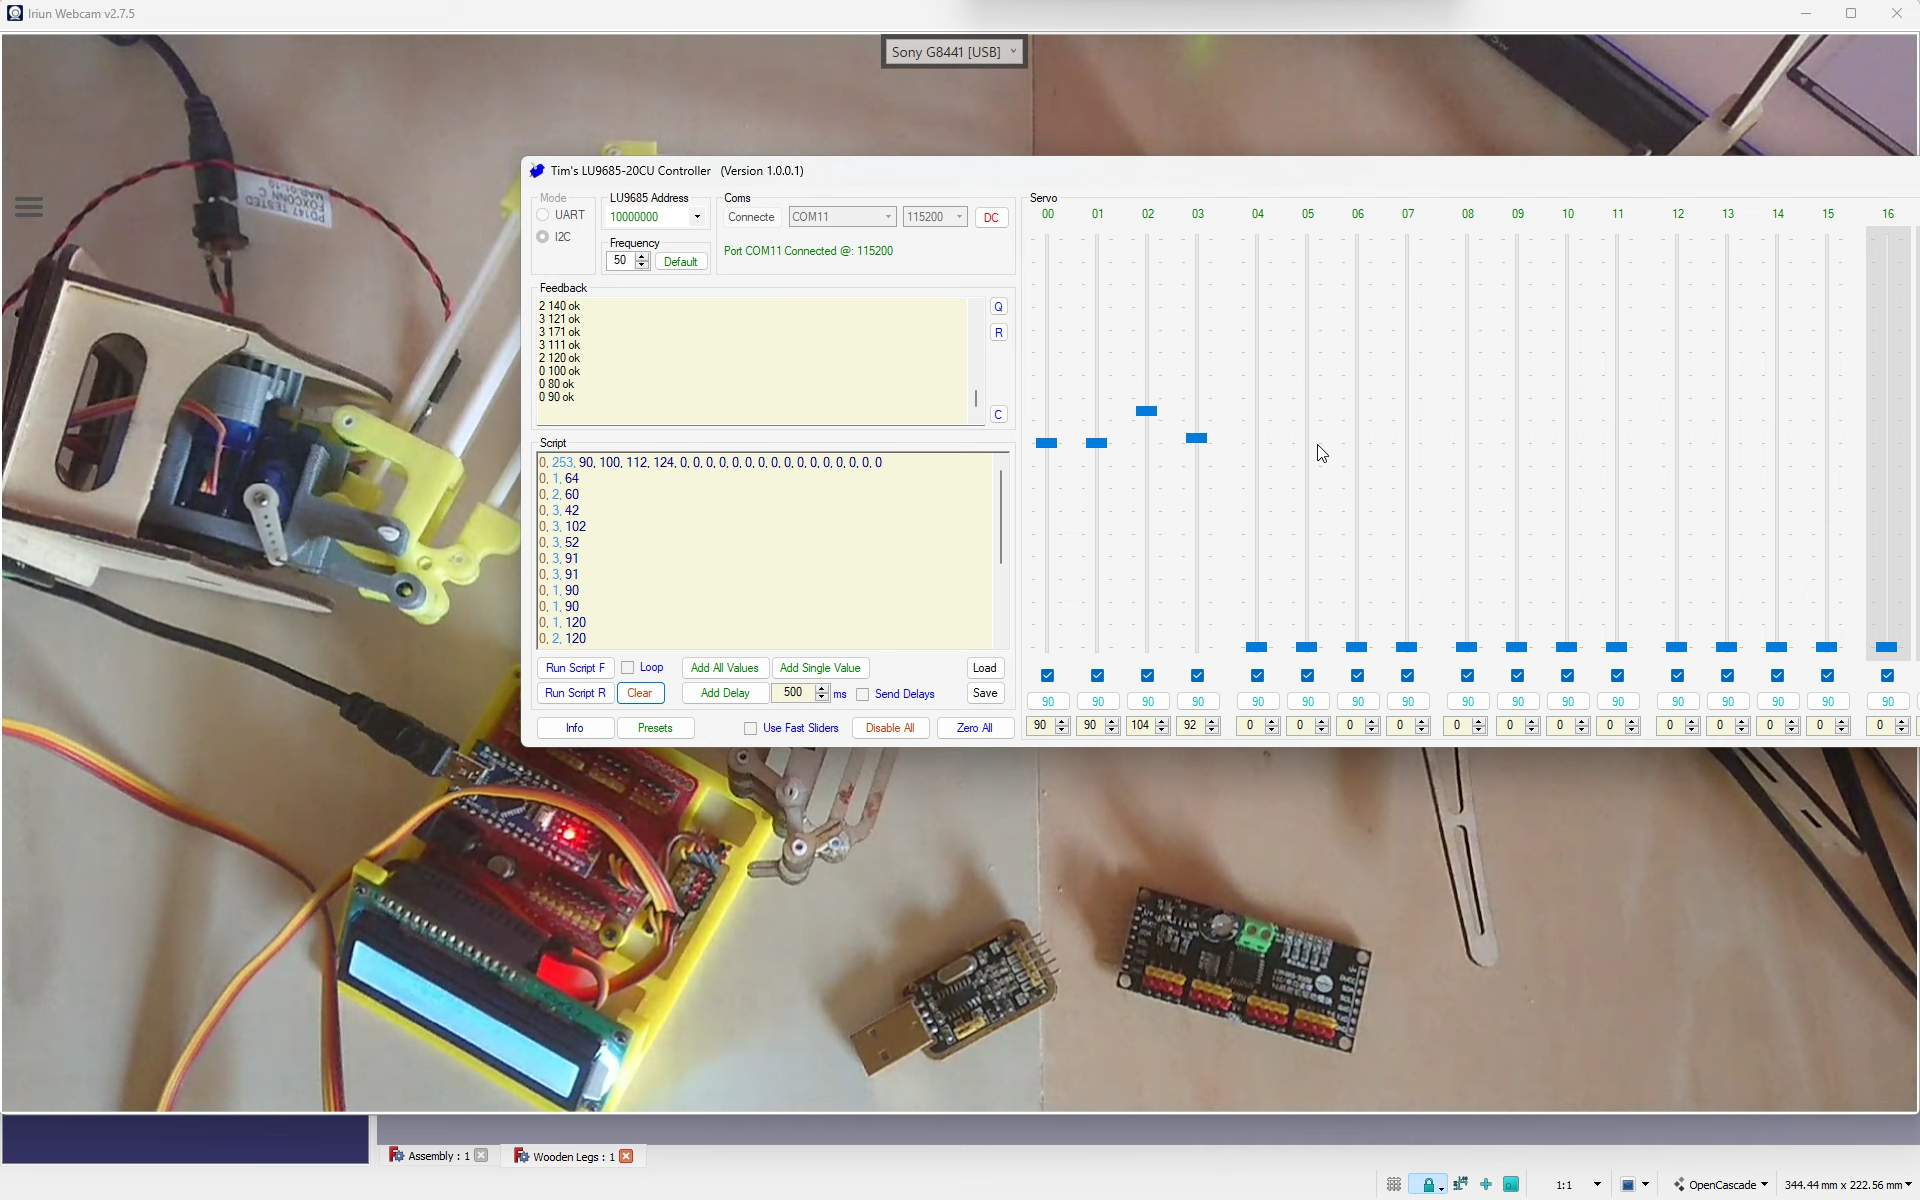 Iriun Webcam v2.7.5
Sony G8441 [USB]
PD147 TESTED
FOXCONN C
Tim's LU9685-20CU Controller (Version 1.0.0.1)
Mode
UART
I2C
LU9685 Address
10000000
Frequency
50
Default
Coms
Connecte
COM11
115200
DC
Port COM11 Connected @: 115200
Feedback
2 140 ok
3 121 ok
3 171 ok
3 111 ok
2 120 ok
0 100 ok
0 80 ok
0 90 ok
Q
R
C
Script
0, 253, 90, 100, 112, 124, 0, 0, 0, 0, 0, 0, 0, 0, 0, 0, 0, 0, 0, 0, 0, 0
0, 1, 64
0, 2, 60
0, 3, 42
0, 3, 102
0, 3, 52
0, 3, 91
0, 3, 91
0, 1, 90
0, 1, 90
0, 1, 120
0, 2, 120
Run Script F
Loop
Add All Values
Add Single Value
Load
Run Script R
Clear
Add Delay
500
ms
Send Delays
Save
Info
Presets
Use Fast Sliders
Disable All
Zero All
Servo
00 01 02 03 04 05 06 07 08 09 10 11 12 13 14 15 16
90 90 90 90 90 90 90 90 90 90 90 90 90 90 90 90 90
90 90 104 92 0 0 0 0 0 0 0 0 0 0 0 0 0
Assembly : 1
Wooden Legs : 1
1:1
OpenCascade
344.44 mm x 222.56 mm